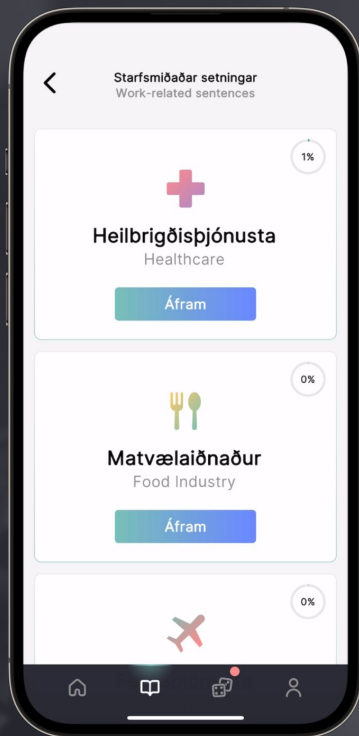 Starfsmiðaðar setningar
Work-related sentences
1%
Heilbrigðisþjónusta
Healthcare
Áfram
0%
Matvælaiðnaður
Food Industry
Áfram
0%